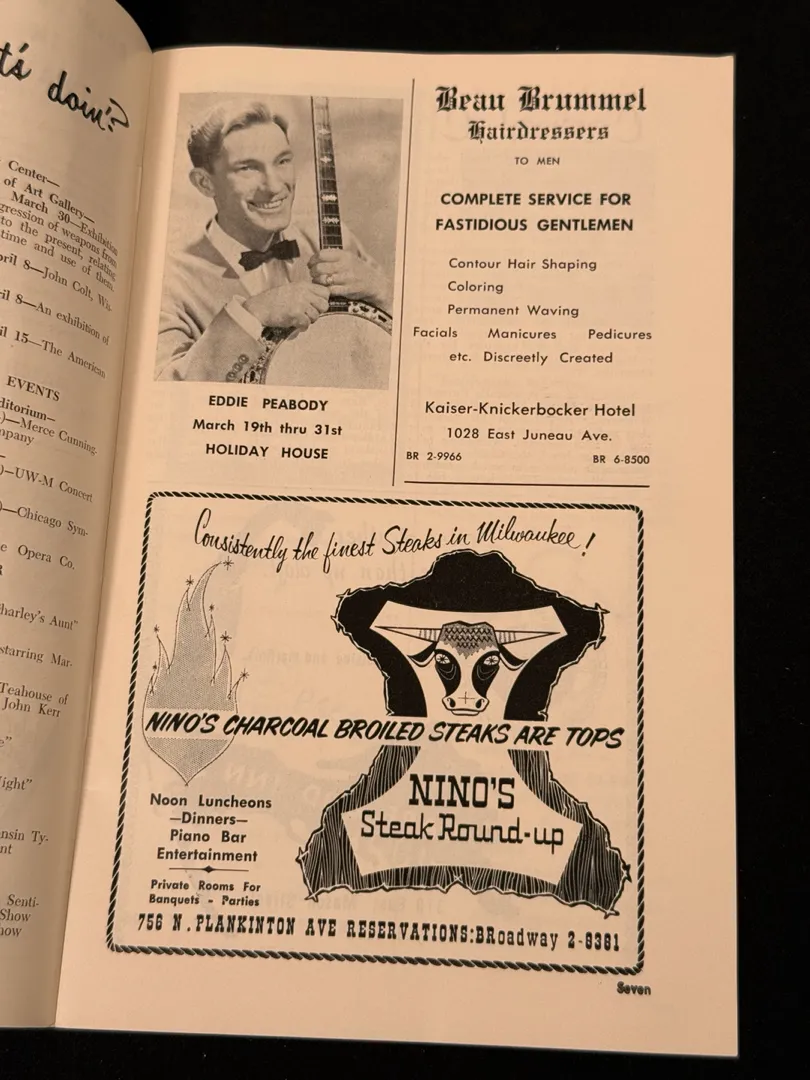 t's doin'?
Center—
of Art Gallery—
March 30—Exhibition
gression of weapons from
to the present, relating
time and use of them.
pril 8—John Colt, Wis-
il 8—An exhibition of
il 15—The American
EVENTS
ditorium—
)—Merce Cunning-
mpany
)—UW-M Concert
)—Chicago Sym-
e Opera Co.
harley's Aunt"
starring Mar-
Teahouse of
John Kerr
e"
ight"
nsin Ty-
nt
Senti-
Show
how
EDDIE PEABODY
March 19th thru 31st
HOLIDAY HOUSE
Beau Brummel
Hairdressers
TO MEN
COMPLETE SERVICE FOR
FASTIDIOUS GENTLEMEN
Contour Hair Shaping
Coloring
Permanent Waving
Facials Manicures Pedicures
etc. Discreetly Created
Kaiser-Knickerbocker Hotel
1028 East Juneau Ave.
BR 2-9966 BR 6-8500
Consistently the finest Steaks in Milwaukee!
NINO'S CHARCOAL BROILED STEAKS ARE TOPS
NINO'S
Steak Round-up
Noon Luncheons
—Dinners—
Piano Bar
Entertainment
Private Rooms For
Banquets - Parties
756 N. PLANKINTON AVE RESERVATIONS: BRoadway 2-8381
Seven